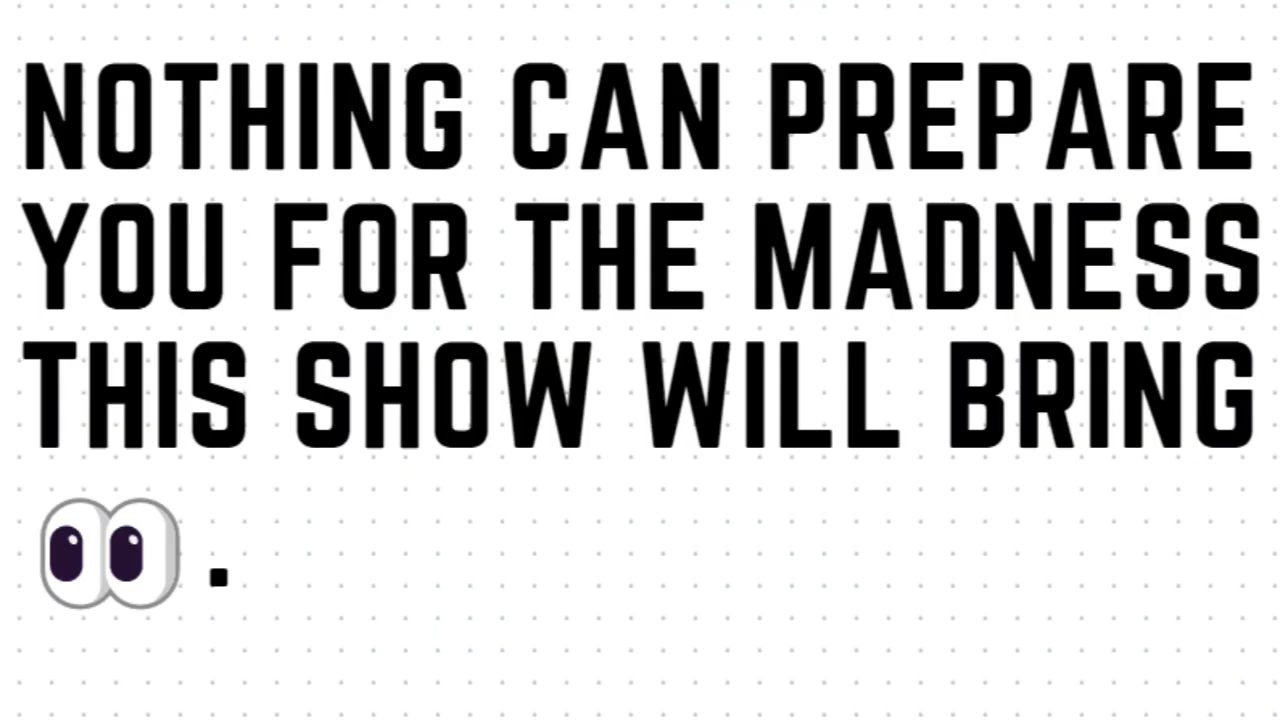 NOTHING CAN PREPARE
YOU FOR THE MADNESS
THIS SHOW WILL BRING
👀 .